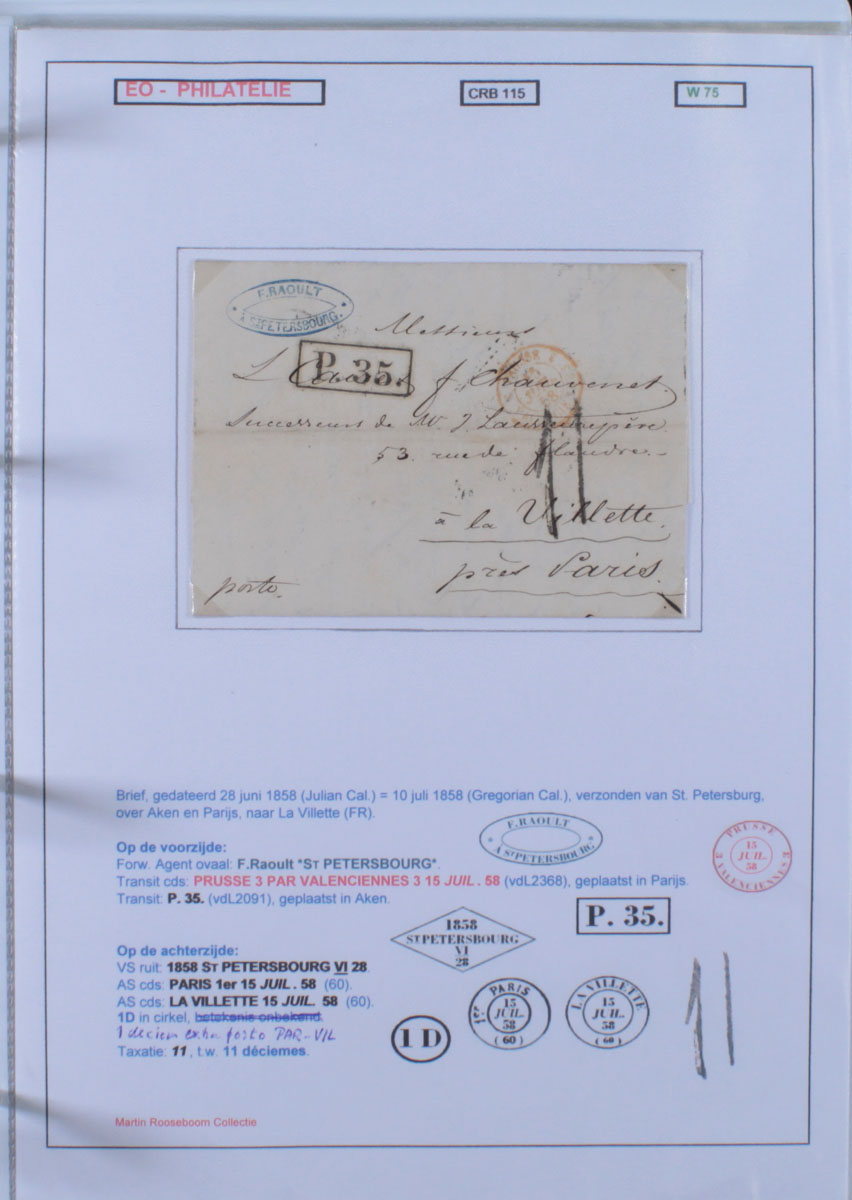 EO - PHILATELIE
CRB 115
W 75
F. RAOULT
A ST PETERSBOURG.
Messieurs
P. 35.
L f. Chauvenet
successeurs de Mr. J. père
53 rue de flandre
11
à la Villette
près Paris.
porto
Brief, gedateerd 28 juni 1858 (Julian Cal.) = 10 juli 1858 (Gregorian Cal.), verzonden van St. Petersburg,
over Aken en Parijs, naar La Villette (FR).
F. RAOULT
A ST PETERSBOURG
PRUSSE
15
JUIL.
58
3 VALENCIENNES 3
Op de voorzijde:
Forw. Agent ovaal: F.Raoult *ST PETERSBOURG*.
Transit cds: PRUSSE 3 PAR VALENCIENNES 3 15 JUIL . 58 (vdL2368), geplaatst in Parijs.
Transit: P. 35. (vdL2091), geplaatst in Aken.
P. 35.
1858
ST PETERSBOURG
VI
28
Op de achterzijde:
VS ruit: 1858 ST PETERSBOURG VI 28.
AS cds: PARIS 1er 15 JUIL . 58 (60).
AS cds: LA VILLETTE 15 JUIL. 58 (60).
1D in cirkel, betekenis onbekend.
1 decien extra porto PAR-VIL
Taxatie: 11 , t.w. 11 déciemes.
1 D
PARIS
1er
15
JUIL.
58
(60)
LA VILLETTE
15
JUIL.
58
(60)
11
Martin Rooseboom Collectie